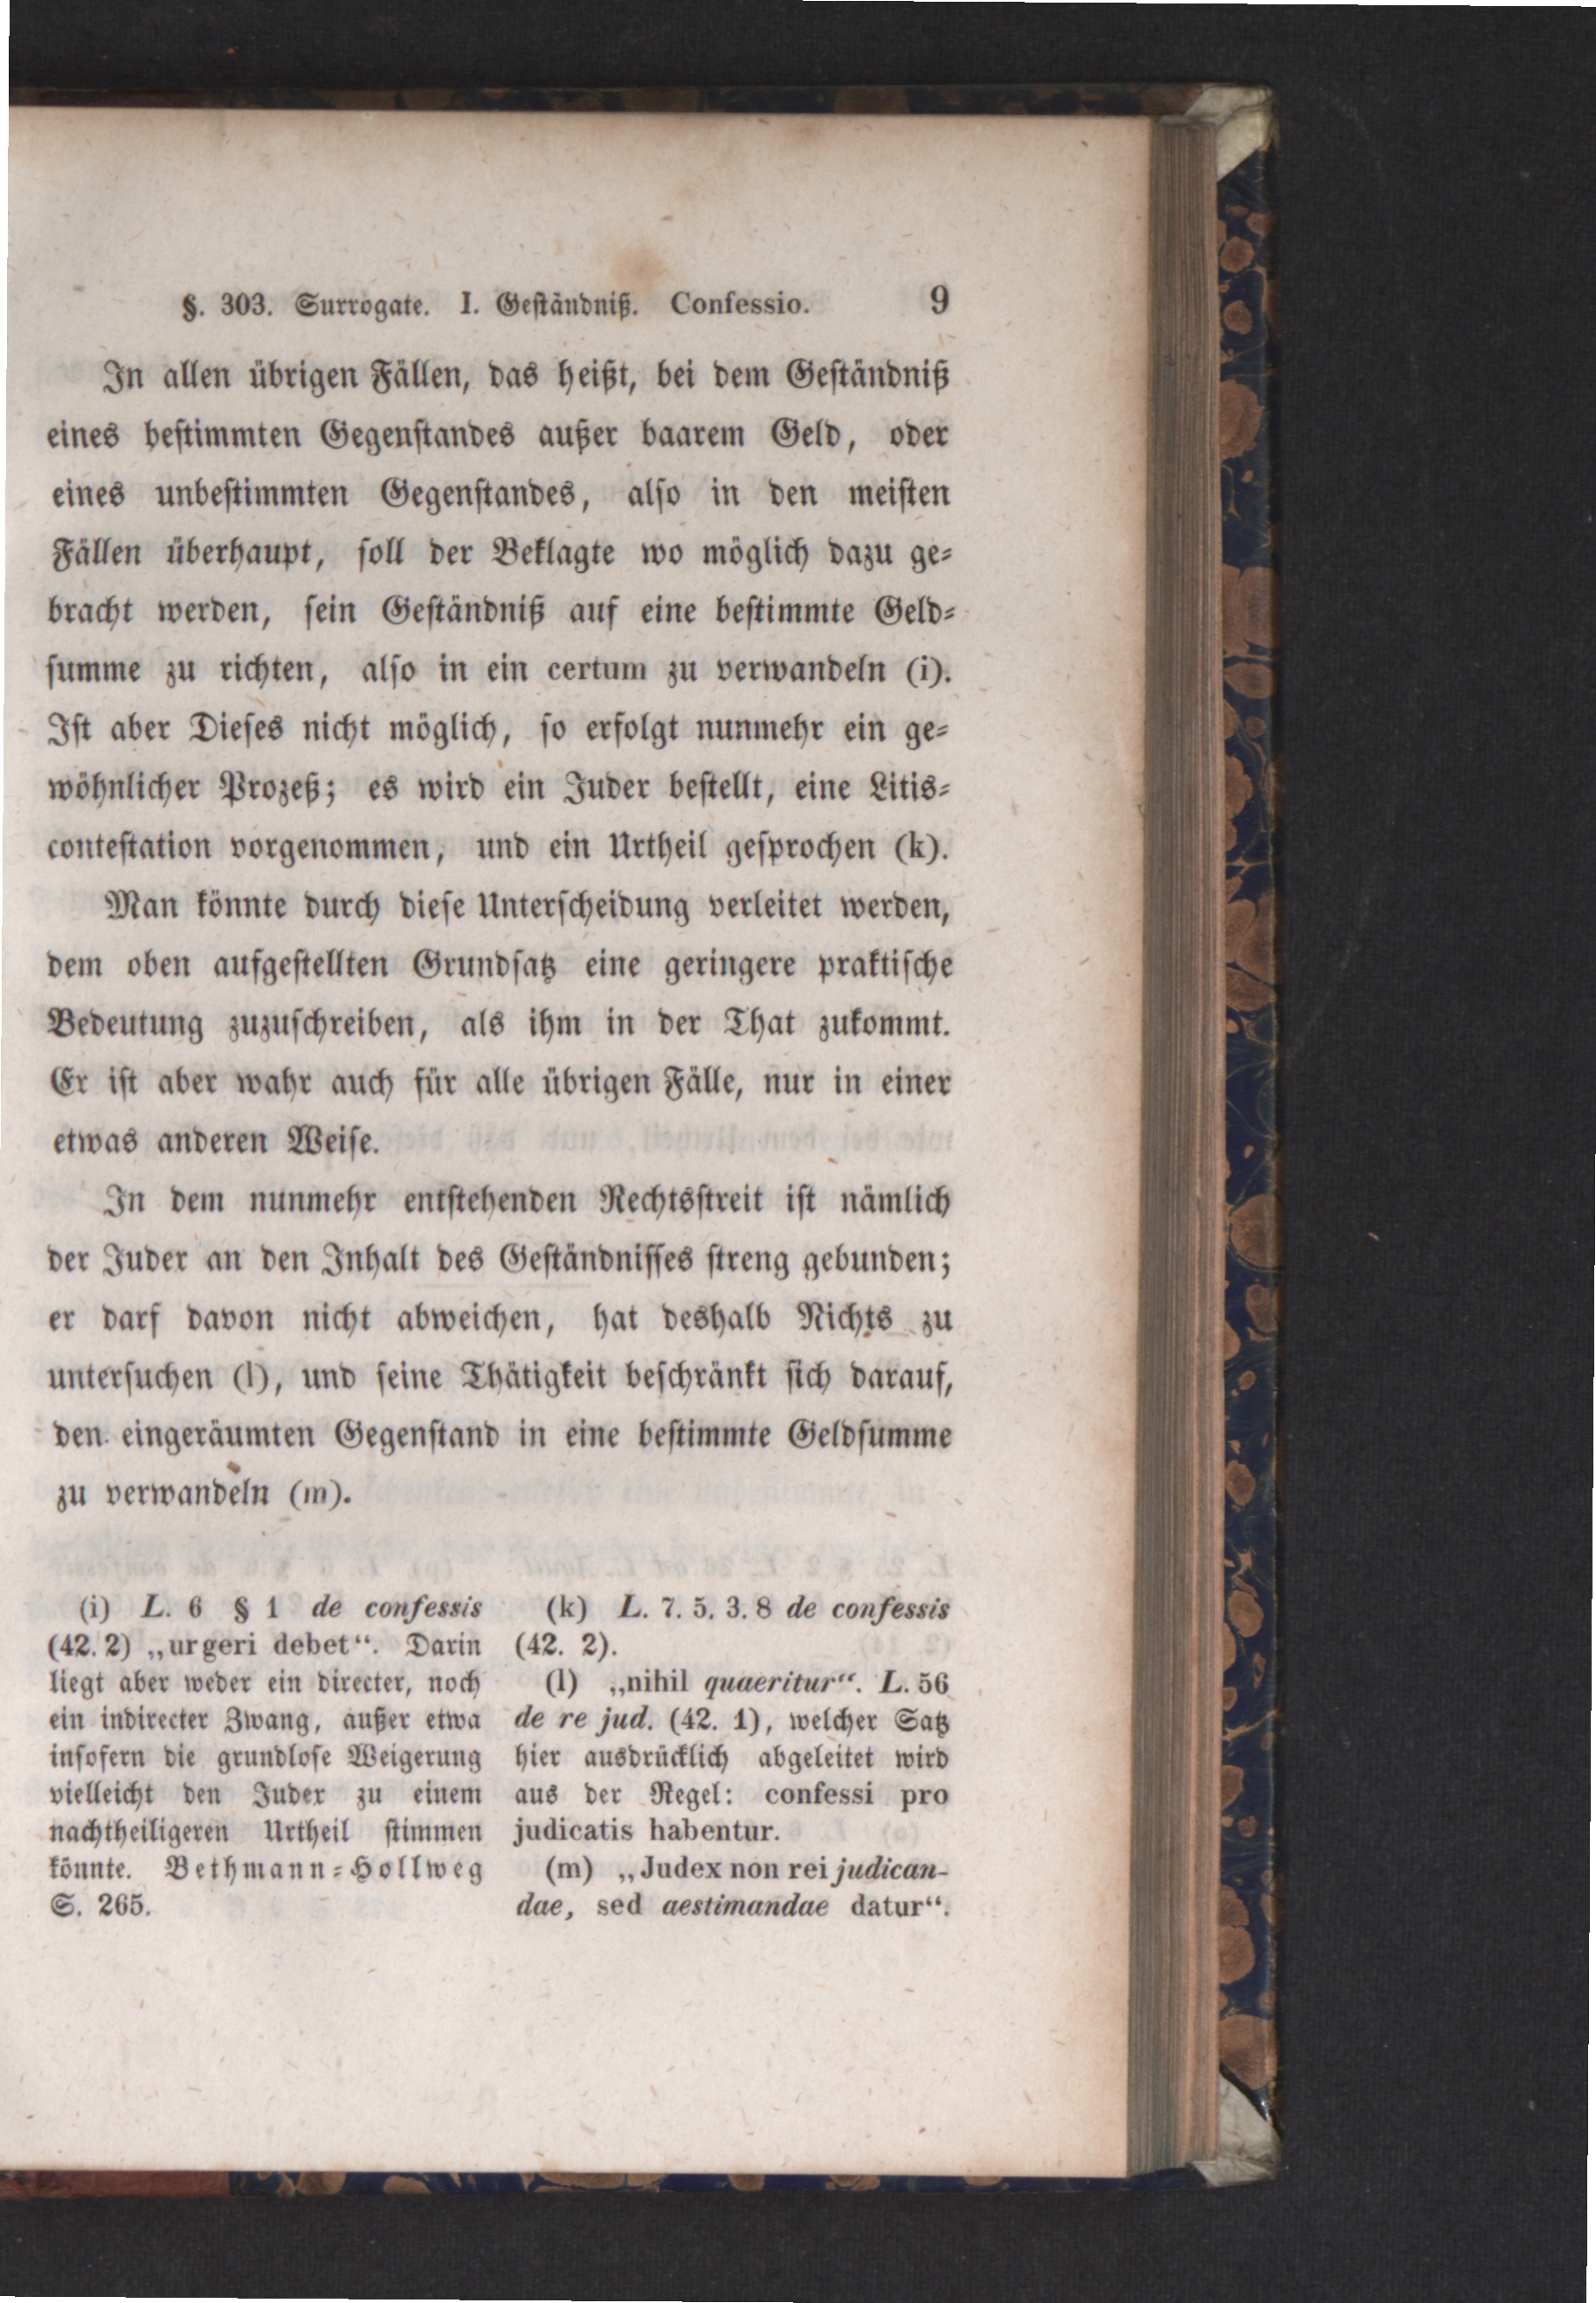 §. 303. Surrogate. I. Geständniß. Confessio. 9
In allen übrigen Fällen, das heißt, bei dem Geständniß
eines bestimmten Gegenstandes außer baarem Geld, oder
eines unbestimmten Gegenstandes, also in den meisten
Fällen überhaupt, soll der Beklagte wo möglich dazu ge-
bracht werden, sein Geständniß auf eine bestimmte Geld-
summe zu richten, also in ein certum zu verwandeln (i).
Ist aber Dieses nicht möglich, so erfolgt nunmehr ein ge-
wöhnlicher Prozeß; es wird ein Juder bestellt, eine Litis-
contestation vorgenommen, und ein Urtheil gesprochen (k).
Man könnte durch diese Unterscheidung verleitet werden,
dem oben aufgestellten Grundsatz eine geringere praktische
Bedeutung zuzuschreiben, als ihm in der That zukommt.
Er ist aber wahr auch für alle übrigen Fälle, nur in einer
etwas anderen Weise.
In dem nunmehr entstehenden Rechtsstreit ist nämlich
der Juder an den Inhalt des Geständnisses streng gebunden;
er darf davon nicht abweichen, hat deshalb Nichts zu
untersuchen (l), und seine Thätigkeit beschränkt sich darauf,
den eingeräumten Gegenstand in eine bestimmte Geldsumme
zu verwandeln (m).
(i) L. 6 § 1 de confessis
(42. 2) „urgeri debet“. Darin
liegt aber weder ein directer, noch
ein indirecter Zwang, außer etwa
insofern die grundlose Weigerung
vielleicht den Judex zu einem
nachtheiligeren Urtheil stimmen
könnte. Bethmann-Hollweg
S. 265.
(k) L. 7. 5. 3. 8 de confessis
(42. 2).
(l) „nihil quaeritur“. L. 56
de re jud. (42. 1), welcher Satz
hier ausdrücklich abgeleitet wird
aus der Regel: confessi pro
judicatis habentur.
(m) „Judex non rei judican-
dae, sed aestimandae datur“.